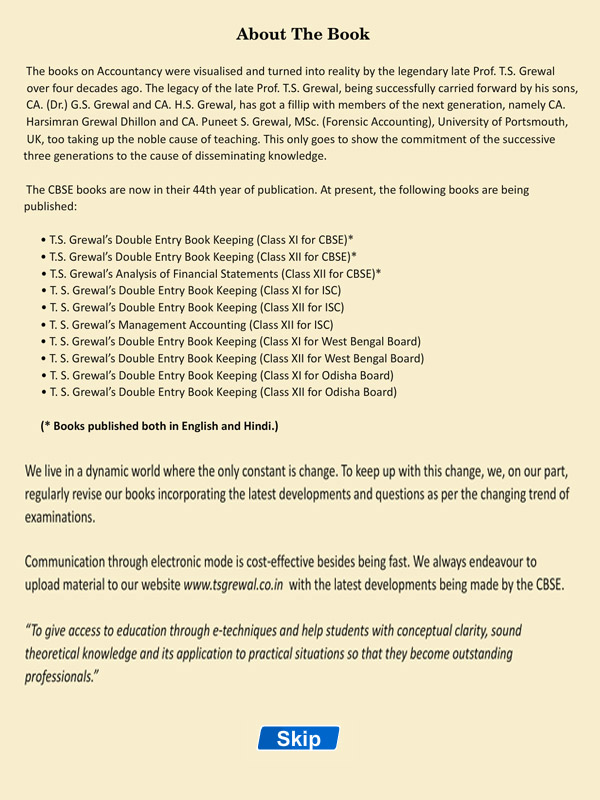 About The Book
The books on Accountancy were visualised and turned into reality by the legendary late Prof. T.S. Grewal
over four decades ago. The legacy of the late Prof. T.S. Grewal, being successfully carried forward by his sons,
CA. (Dr.) G.S. Grewal and CA. H.S. Grewal, has got a fillip with members of the next generation, namely CA.
Harsimran Grewal Dhillon and CA. Puneet S. Grewal, MSc. (Forensic Accounting), University of Portsmouth,
UK, too taking up the noble cause of teaching. This only goes to show the commitment of the successive
three generations to the cause of disseminating knowledge.
The CBSE books are now in their 44th year of publication. At present, the following books are being
published:
• T.S. Grewal's Double Entry Book Keeping (Class XI for CBSE)*
• T.S. Grewal's Double Entry Book Keeping (Class XII for CBSE)*
• T.S. Grewal's Analysis of Financial Statements (Class XII for CBSE)*
• T. S. Grewal's Double Entry Book Keeping (Class XI for ISC)
• T. S. Grewal's Double Entry Book Keeping (Class XII for ISC)
• T. S. Grewal's Management Accounting (Class XII for ISC)
• T. S. Grewal's Double Entry Book Keeping (Class XI for West Bengal Board)
• T. S. Grewal's Double Entry Book Keeping (Class XII for West Bengal Board)
• T. S. Grewal's Double Entry Book Keeping (Class XI for Odisha Board)
• T. S. Grewal's Double Entry Book Keeping (Class XII for Odisha Board)
(* Books published both in English and Hindi.)
We live in a dynamic world where the only constant is change. To keep up with this change, we, on our part,
regularly revise our books incorporating the latest developments and questions as per the changing trend of
examinations.
Communication through electronic mode is cost-effective besides being fast. We always endeavour to
upload material to our website www.tsgrewal.co.in with the latest developments being made by the CBSE.
"To give access to education through e-techniques and help students with conceptual clarity, sound
theoretical knowledge and its application to practical situations so that they become outstanding
professionals."
Skip